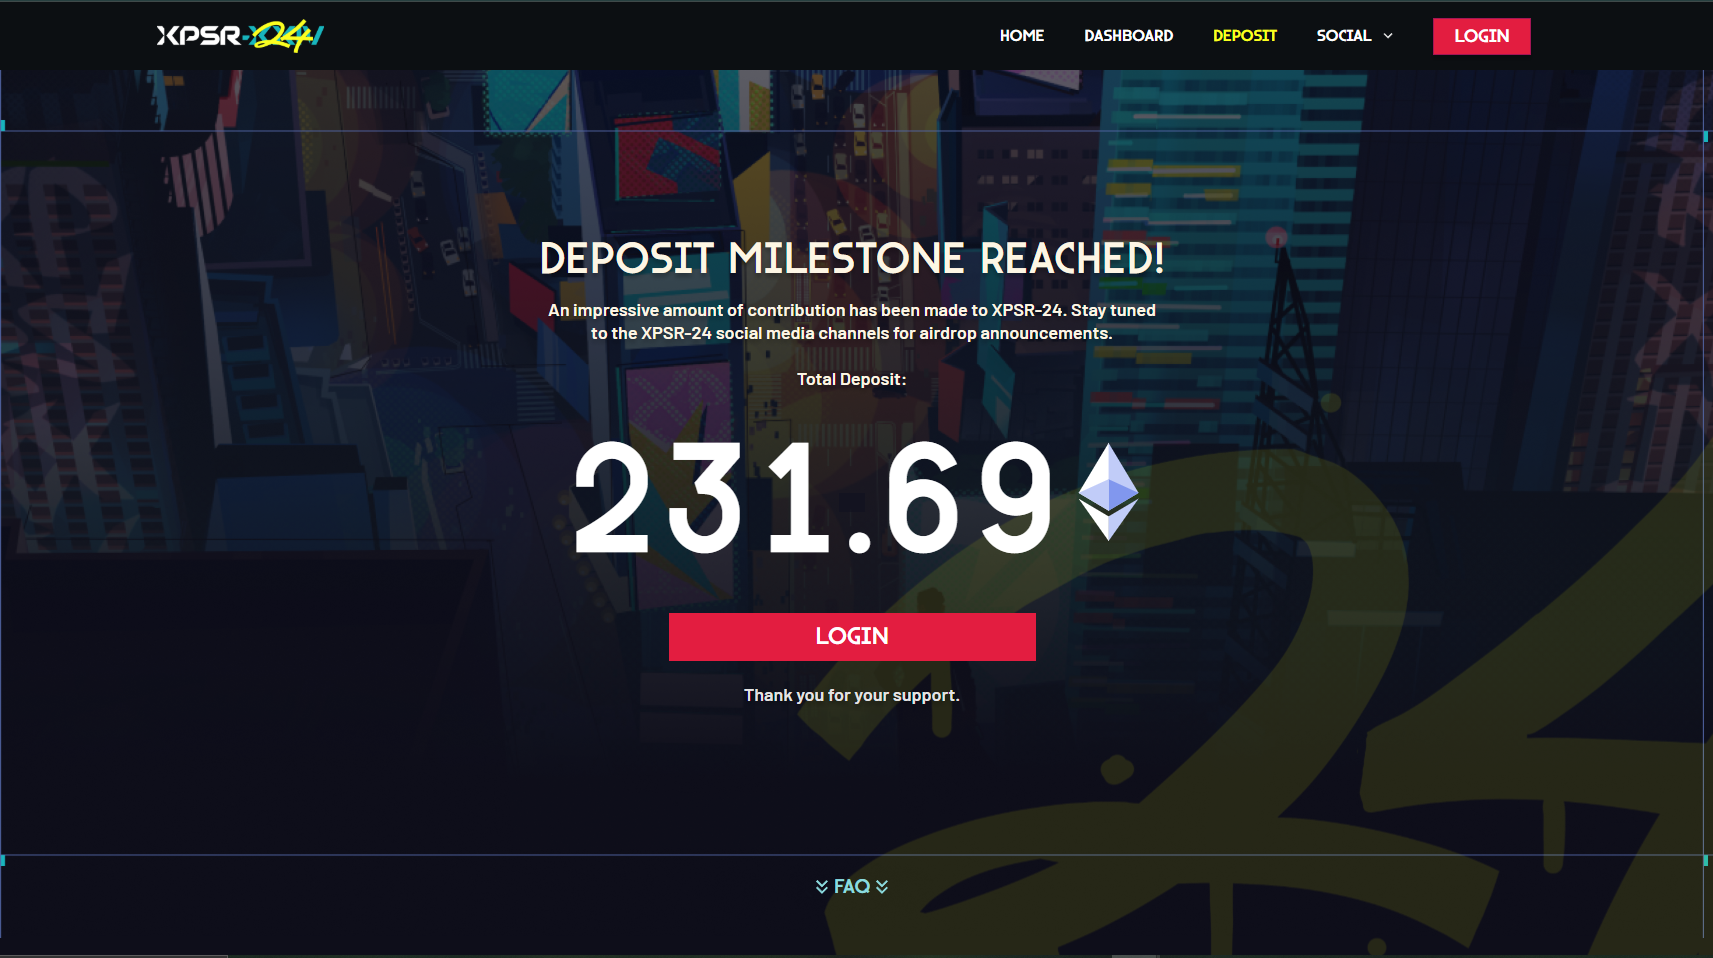 XPSR-24
HOME
DASHBOARD
DEPOSIT
SOCIAL
LOGIN
DEPOSIT MILESTONE REACHED!
An impressive amount of contribution has been made to XPSR-24. Stay tuned
to the XPSR-24 social media channels for airdrop announcements.
Total Deposit:
231.69
LOGIN
Thank you for your support.
FAQ